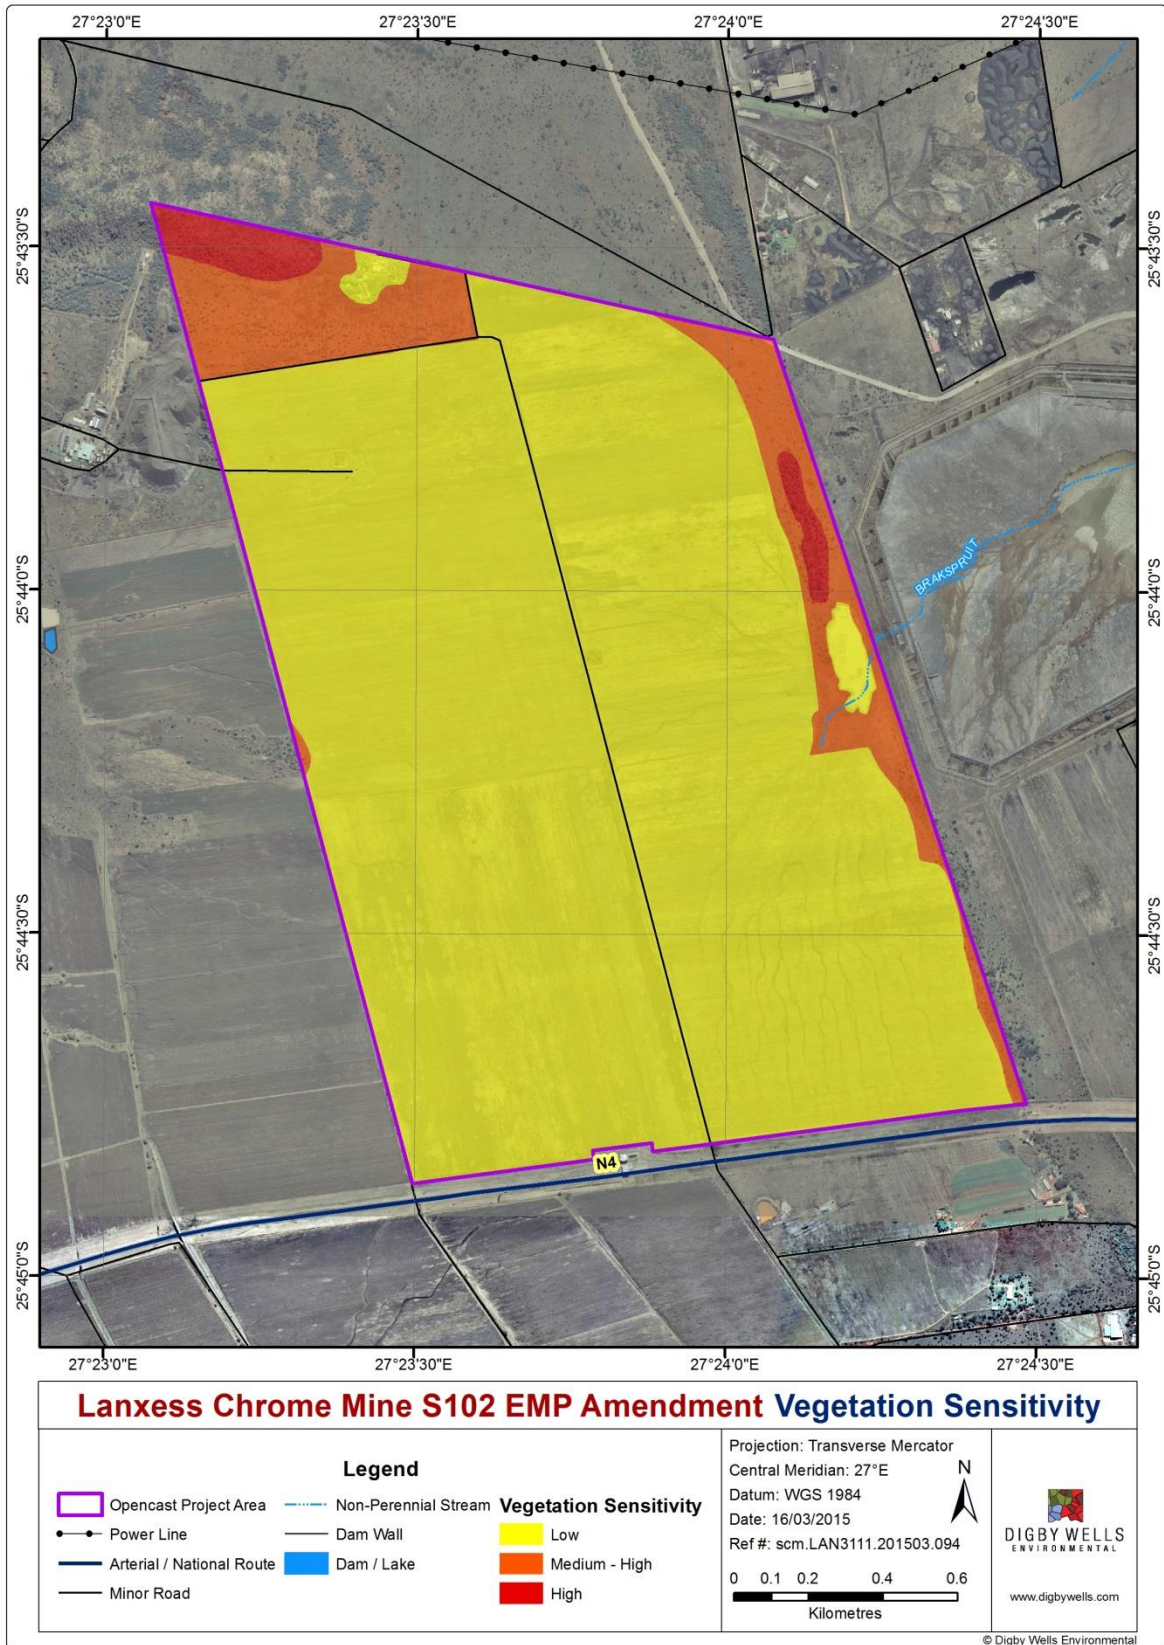 27°23'0"E 27°23'30"E 27°24'0"E 27°24'30"E
25°43'30"S 25°43'30"S
25°44'0"S 25°44'0"S
BRAKSPRUIT
25°44'30"S 25°44'30"S
N4
25°45'0"S 25°45'0"S
27°23'0"E 27°23'30"E 27°24'0"E 27°24'30"E
Lanxess Chrome Mine S102 EMP Amendment Vegetation Sensitivity
Legend
Opencast Project Area
Power Line
Arterial / National Route
Minor Road
Non-Perennial Stream
Dam Wall
Dam / Lake
Vegetation Sensitivity
Low
Medium - High
High
Projection: Transverse Mercator
Central Meridian: 27°E
Datum: WGS 1984
Date: 16/03/2015
Ref #: scm.LAN3111.201503.094
N
0 0.1 0.2 0.4 0.6
Kilometres
DIGBY WELLS
ENVIRONMENTAL
www.digbywells.com
© Digby Wells Environmental